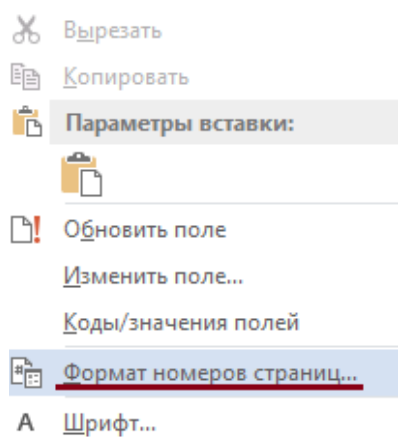 Вырезать
Копировать
Параметры вставки:
Обновить поле
Изменить поле...
Коды/значения полей
Формат номеров страниц...
Шрифт...